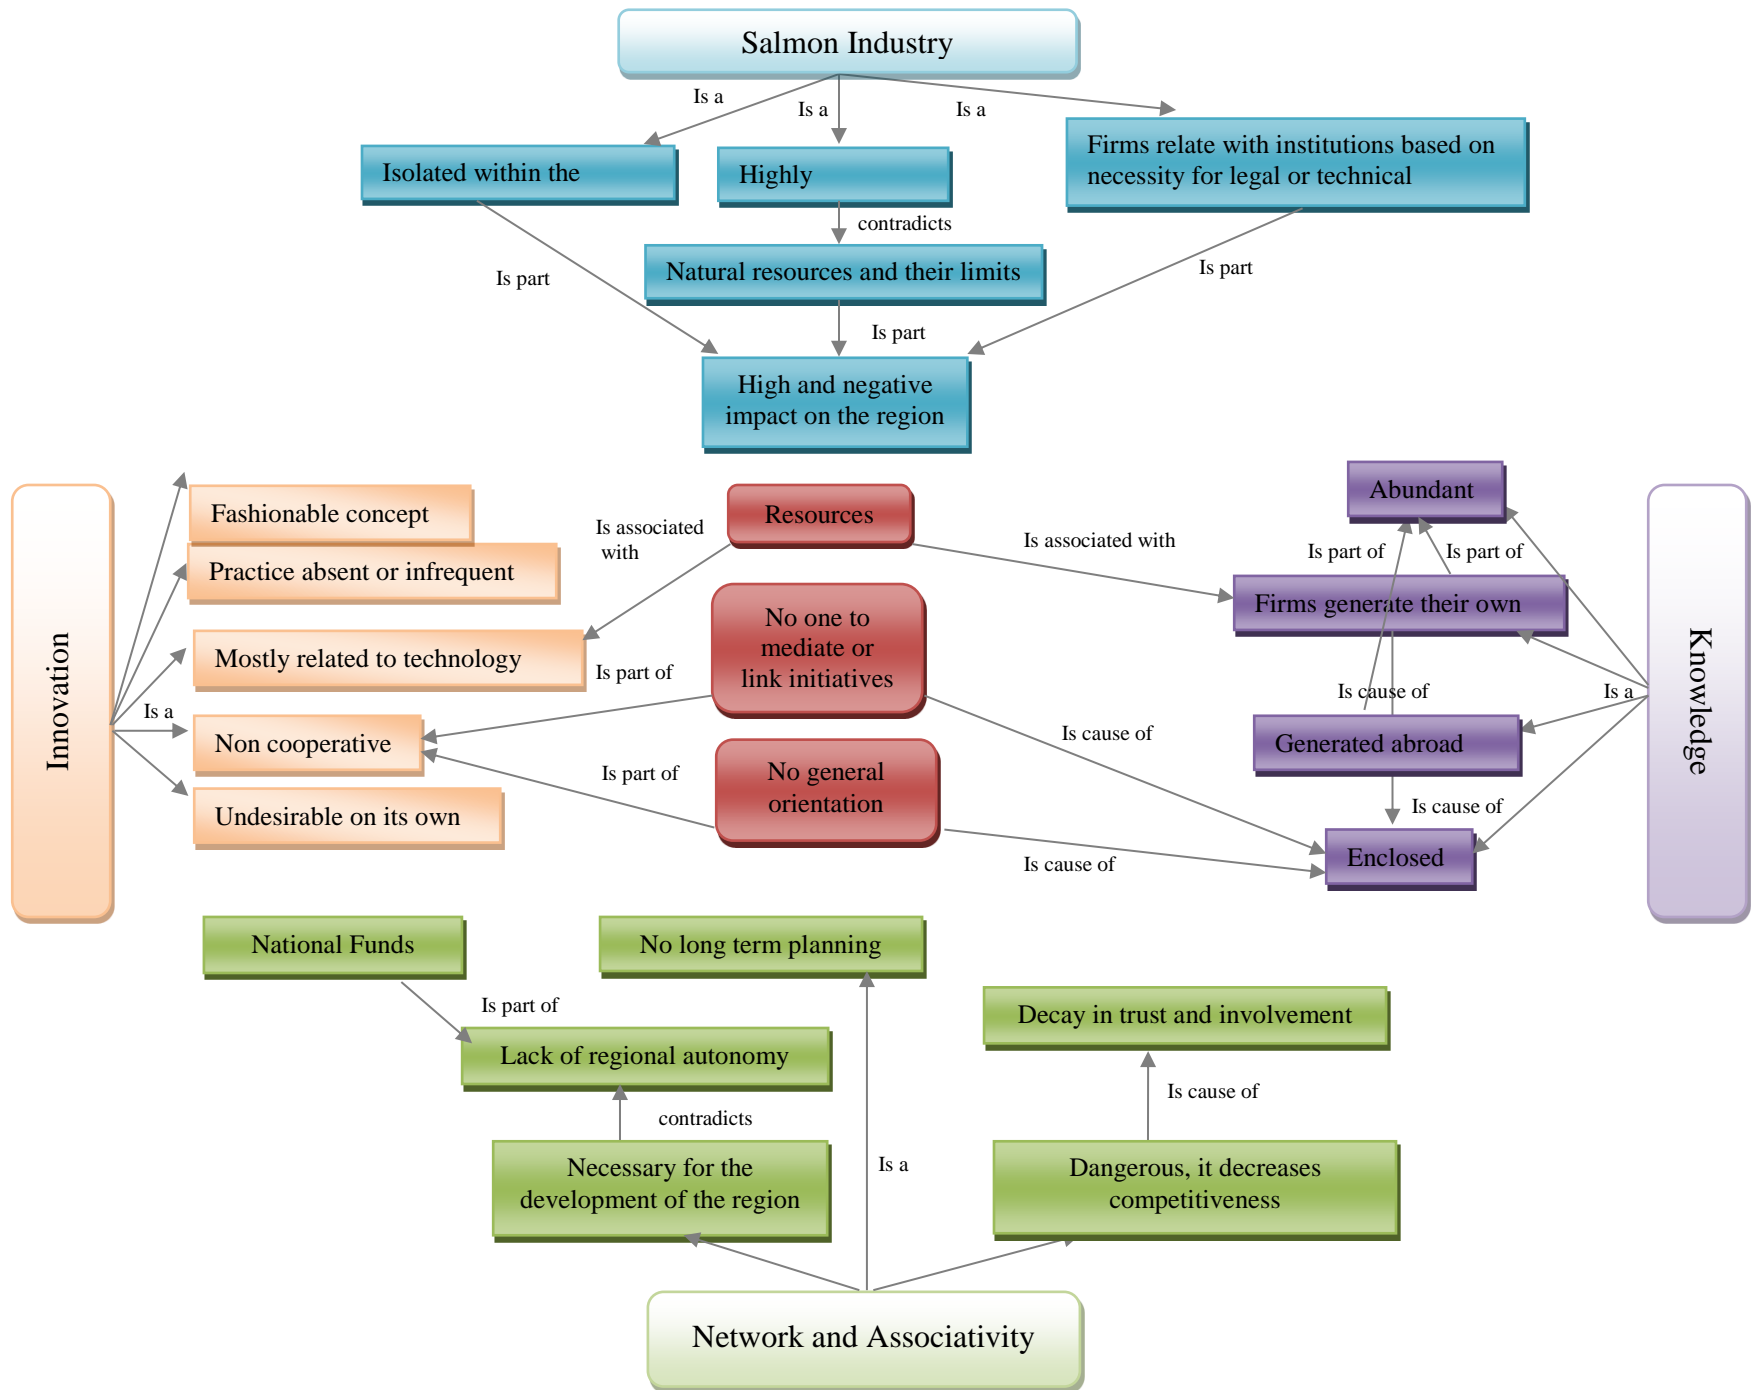 Salmon Industry
Is a
Is a
Is a
Isolated within the
Highly
Firms relate with institutions based on
necessity for legal or technical
contradicts
Is part
Natural resources and their limits
Is part
Is part
High and negative
impact on the region
Innovation
Is a
Fashionable concept
Practice absent or infrequent
Mostly related to technology
Non cooperative
Undesirable on its own
Is associated
with
Resources
Is associated with
No one to
mediate or
link initiatives
Is part of
Is cause of
No general
orientation
Is part of
Is cause of
Abundant
Is part of
Is part of
Firms generate their own
Is cause of
Is a
Generated abroad
Is cause of
Enclosed
Knowledge
National Funds
No long term planning
Is part of
Decay in trust and involvement
Lack of regional autonomy
Is cause of
contradicts
Necessary for the
development of the region
Is a
Dangerous, it decreases
competitiveness
Network and Associativity